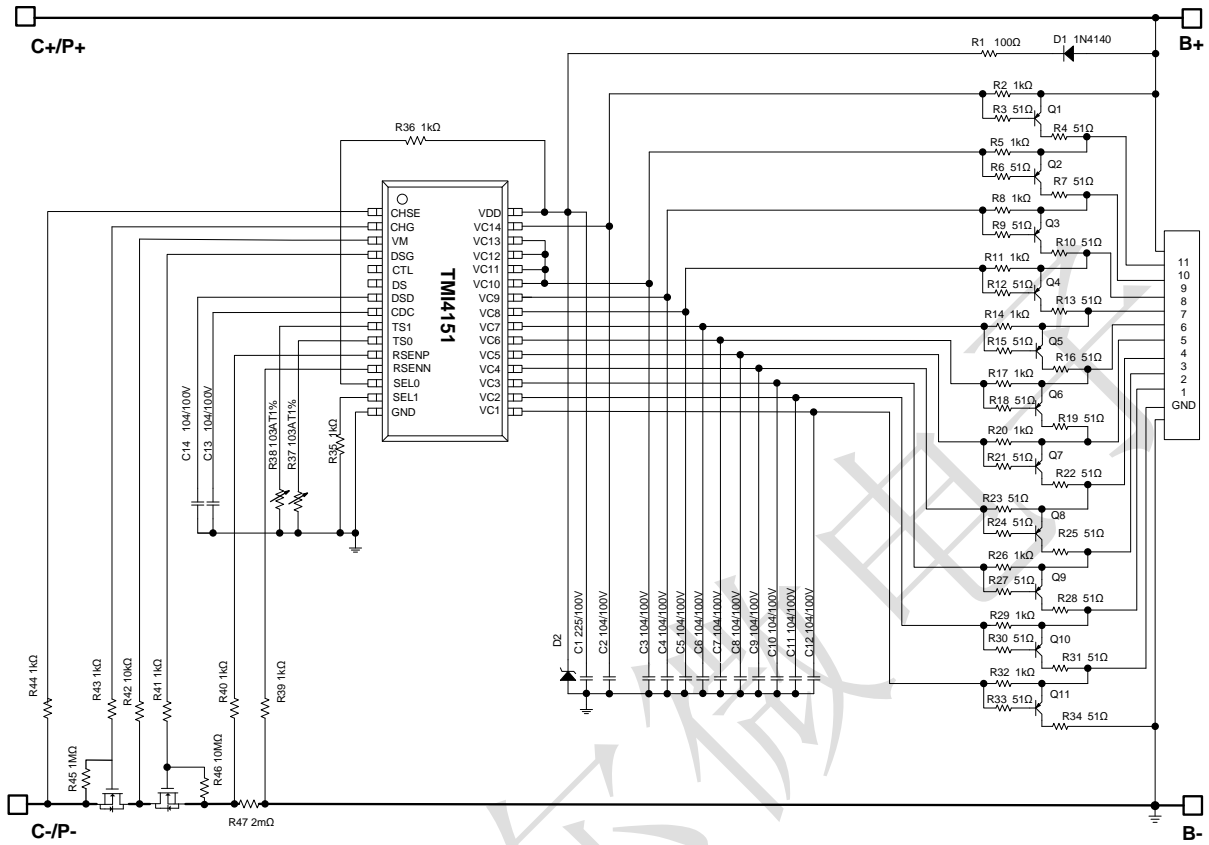 C+/P+
B+
R1 100Ω
D1 1N4140
R2 1kΩ
R3 51Ω
Q1
R4 51Ω
R5 1kΩ
R6 51Ω
Q2
R7 51Ω
R8 1kΩ
R9 51Ω
Q3
R10 51Ω
R11 1kΩ
R12 51Ω
Q4
R13 51Ω
R14 1kΩ
R15 51Ω
Q5
R16 51Ω
R17 1kΩ
R18 51Ω
Q6
R19 51Ω
R20 1kΩ
R21 51Ω
Q7
R22 51Ω
R23 51Ω
R24 51Ω
Q8
R25 51Ω
R26 1kΩ
R27 51Ω
Q9
R28 51Ω
R29 1kΩ
R30 51Ω
Q10
R31 51Ω
R32 1kΩ
R33 51Ω
Q11
R34 51Ω
11
10
9
8
7
6
5
4
3
2
1
GND
R36 1kΩ
TMI4151
CHSE
CHG
VM
DSG
CTL
DS
DSD
CDC
TS1
TS0
RSENP
RSENN
SEL0
SEL1
GND
VDD
VC14
VC13
VC12
VC11
VC10
VC9
VC8
VC7
VC6
VC5
VC4
VC3
VC2
VC1
C14 104/100V
C13 104/100V
R38 103AT1%
R37 103AT1%
R35 1kΩ
D2
C1 225/100V
C2 104/100V
C3 104/100V
C4 104/100V
C5 104/100V
C6 104/100V
C7 104/100V
C8 104/100V
C9 104/100V
C10 104/100V
C11 104/100V
C12 104/100V
R44 1kΩ
R43 1kΩ
R42 10kΩ
R41 1kΩ
R40 1kΩ
R39 1kΩ
R45 1MΩ
R46 10MΩ
R47 2mΩ
C-/P-
B-
微电子